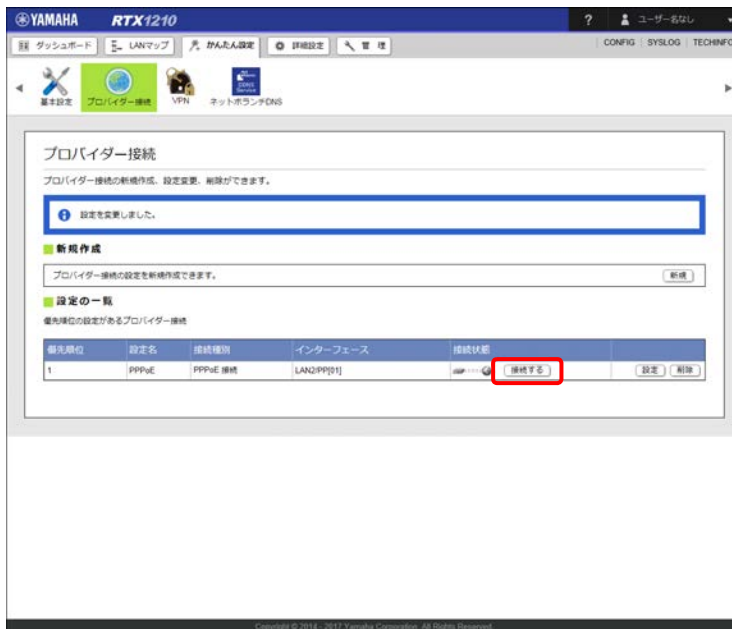 YAMAHA RTX1210 ? ユーザー名なし
ダッシュボード LANマップ かんたん設定 詳細設定 管理 CONFIG SYSLOG TECHINFO
基本設定 プロバイダー接続 VPN ネットボランチDNS
プロバイダー接続
プロバイダー接続の新規作成、設定変更、削除ができます。
設定を変更しました。
新規作成
プロバイダー接続の設定を新規作成できます。 新規
設定の一覧
優先順位の設定があるプロバイダー接続
優先順位 設定名 接続種別 インターフェース 接続状態
1 PPPoE PPPoE 接続 LAN2/PP[01] 接続する 設定 削除
Copyright © 2014 - 2017 Yamaha Corporation. All Rights Reserved.